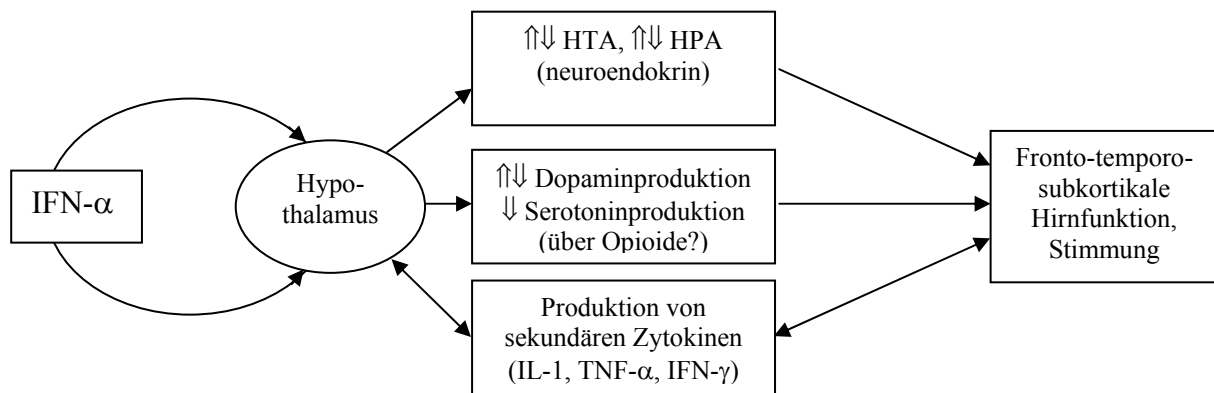 IFN-α
Hypo-
thalamus
⇑⇓ HTA, ⇑⇓ HPA
(neuroendokrin)
⇑⇓ Dopaminproduktion
⇓ Serotoninproduktion
(über Opioide?)
Produktion von
sekundären Zytokinen
(IL-1, TNF-α, IFN-γ)
Fronto-temporo-
subkortikale
Hirnfunktion,
Stimmung